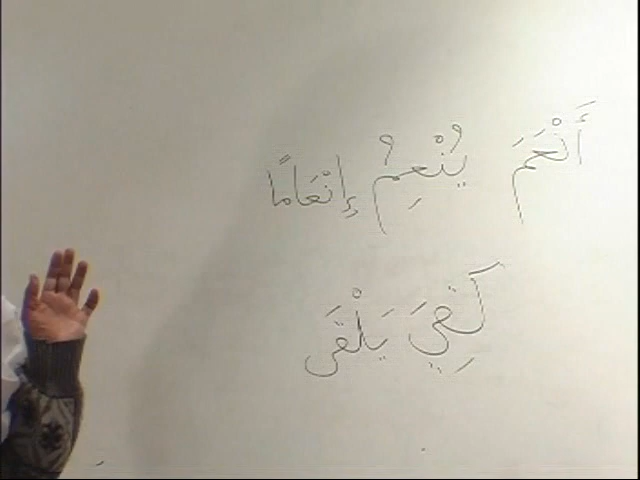 أَنْعَمَ يُنْعِمُ إِنْعَامًا
لَقِيَ يَلْقَى